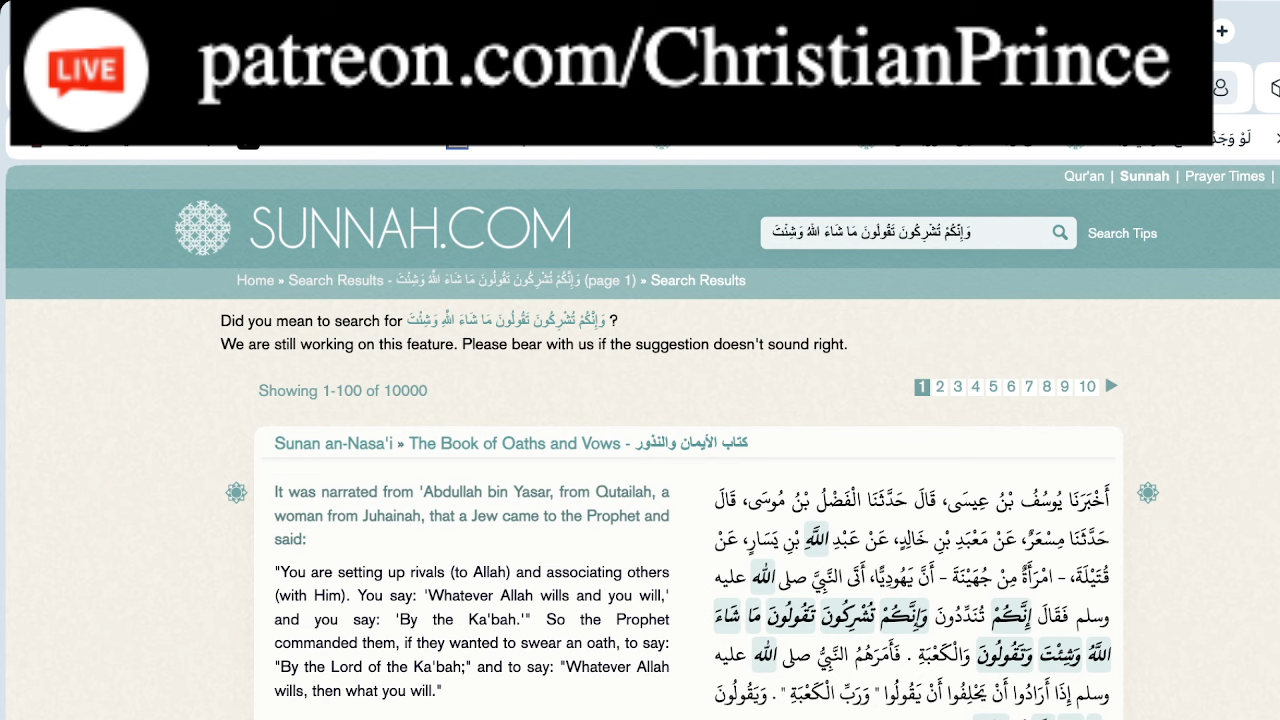 LIVE
patreon.com/ChristianPrince
Qur'an | Sunnah | Prayer Times |
SUNNAH.COM
وَإِنَّكُمْ تُشْرِكُونَ تَقُولُونَ مَا شَاءَ اللهُ وَشِئْتَ
Search Tips
Home » Search Results - وَإِنَّكُمْ تُشْرِكُونَ تَقُولُونَ مَا شَاءَ اللَّهُ وَشِئْتَ (page 1) » Search Results
Did you mean to search for وَإِنَّكُمْ تُشْرِكُونَ تَقُولُونَ مَا شَاءَ اللَّهِ وَشِئْتَ ?
We are still working on this feature. Please bear with us if the suggestion doesn't sound right.
Showing 1-100 of 10000
1 2 3 4 5 6 7 8 9 10
Sunan an-Nasa'i » The Book of Oaths and Vows - كتاب الأيمان والنذور
It was narrated from 'Abdullah bin Yasar, from Qutailah, a
woman from Juhainah, that a Jew came to the Prophet and
said:
"You are setting up rivals (to Allah) and associating others
(with Him). You say: 'Whatever Allah wills and you will,'
and you say: 'By the Ka'bah.'" So the Prophet
commanded them, if they wanted to swear an oath, to say:
"By the Lord of the Ka'bah;" and to say: "Whatever Allah
wills, then what you will."
أَخْبَرَنَا يُوسُفُ بْنُ عِيسَى، قَالَ حَدَّثَنَا الْفَضْلُ بْنُ مُوسَى، قَالَ
حَدَّثَنَا مِسْعَرٌ، عَنْ مَعْبَدِ بْنِ خَالِدٍ، عَنْ عَبْدِ اللَّهِ بْنِ يَسَارٍ، عَنْ
قُتَيْلَةَ، - امْرَأَةٌ مِنْ جُهَيْنَةَ - أَنَّ يَهُودِيًّا، أَتَى النَّبِيَّ صلى الله عليه
وسلم فَقَالَ إِنَّكُمْ تُنَدِّدُونَ وَإِنَّكُمْ تُشْرِكُونَ تَقُولُونَ مَا شَاءَ
اللَّهُ وَشِئْتَ وَتَقُولُونَ وَالْكَعْبَةِ . فَأَمَرَهُمُ النَّبِيُّ صلى الله عليه
وسلم إِذَا أَرَادُوا أَنْ يَحْلِفُوا أَنْ يَقُولُوا " وَرَبِّ الْكَعْبَةِ " . وَيَقُولُونَ